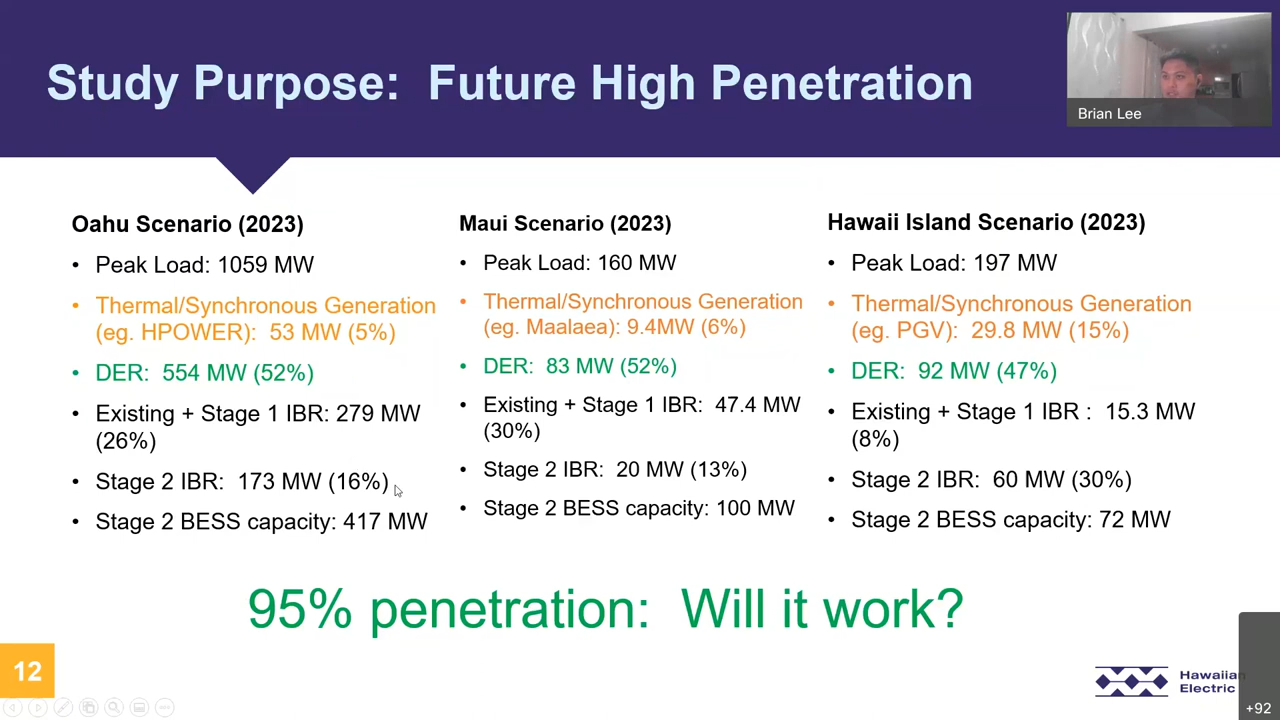 Study Purpose:  Future High Penetration
Brian Lee
Oahu Scenario (2023)
• Peak Load: 1059 MW
• Thermal/Synchronous Generation
(eg. HPOWER):  53 MW (5%)
• DER:  554 MW (52%)
• Existing + Stage 1 IBR: 279 MW
(26%)
• Stage 2 IBR:  173 MW (16%)
• Stage 2 BESS capacity: 417 MW
Maui Scenario (2023)
• Peak Load: 160 MW
• Thermal/Synchronous Generation
(eg. Maalaea): 9.4MW (6%)
• DER:  83 MW (52%)
• Existing + Stage 1 IBR:  47.4 MW
(30%)
• Stage 2 IBR:  20 MW (13%)
• Stage 2 BESS capacity: 100 MW
Hawaii Island Scenario (2023)
• Peak Load: 197 MW
• Thermal/Synchronous Generation
(eg. PGV):  29.8 MW (15%)
• DER:  92 MW (47%)
• Existing + Stage 1 IBR :  15.3 MW
(8%)
• Stage 2 IBR:  60 MW (30%)
• Stage 2 BESS capacity: 72 MW
95% penetration:  Will it work?
12
Hawaiian
Electric
+92